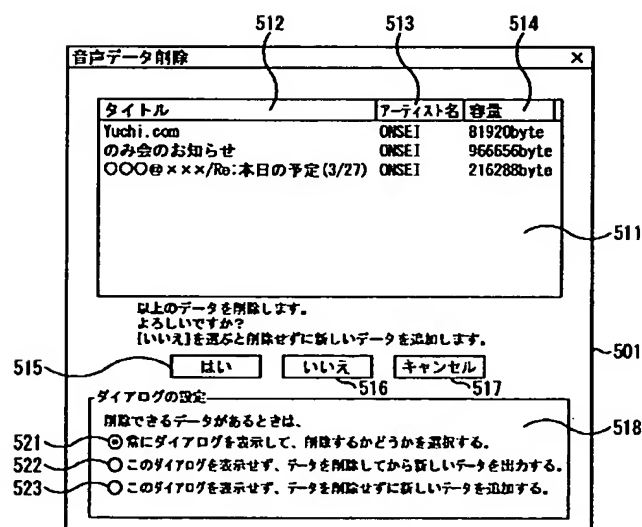 512 513 514
音声データ削除 ×
タイトル アーティスト名 容量
Yuchi.com ONSEI 81920byte
のみ会のお知らせ ONSEI 966656byte
〇〇〇@×××/Re:本日の予定(3/27) ONSEI 216288byte
511
以上のデータを削除します。
よろしいですか?
[いいえ]を選ぶと削除せずに新しいデータを追加します。
501
515 はい いいえ キャンセル
516 517
ダイアログの設定
518
削除できるデータがあるときは、
521 常にダイアログを表示して、削除するかどうかを選択する。
522 このダイアログを表示せず、データを削除してから新しいデータを出力する。
523 このダイアログを表示せず、データを削除せずに新しいデータを追加する。